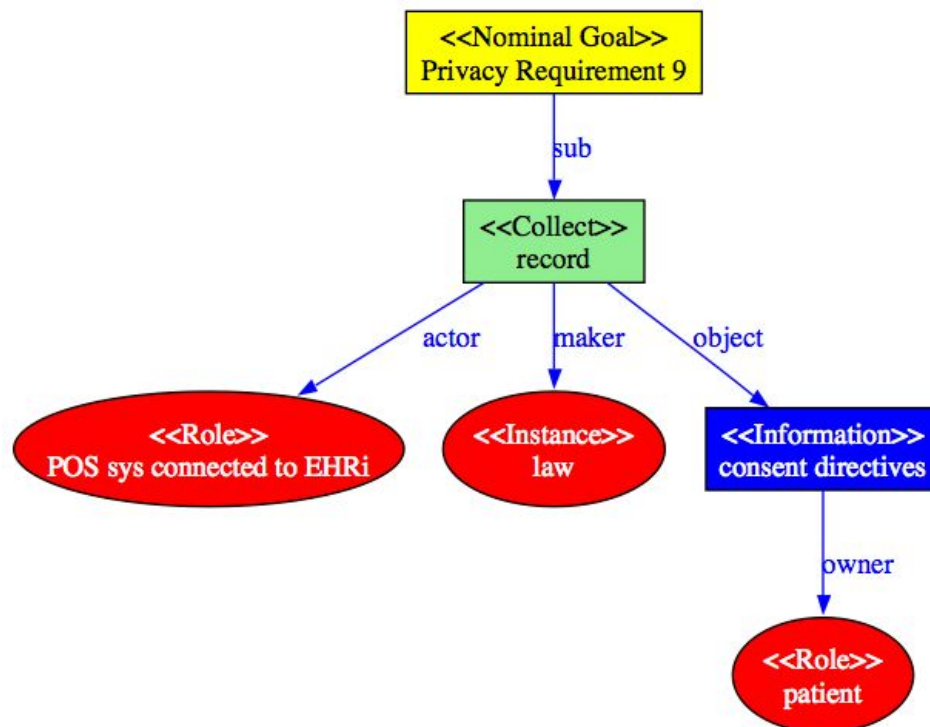 <<Nominal Goal>>
Privacy Requirement 9
sub
<<Collect>>
record
actor
maker
object
<<Role>>
POS sys connected to EHRi
<<Instance>>
law
<<Information>>
consent directives
owner
<<Role>>
patient